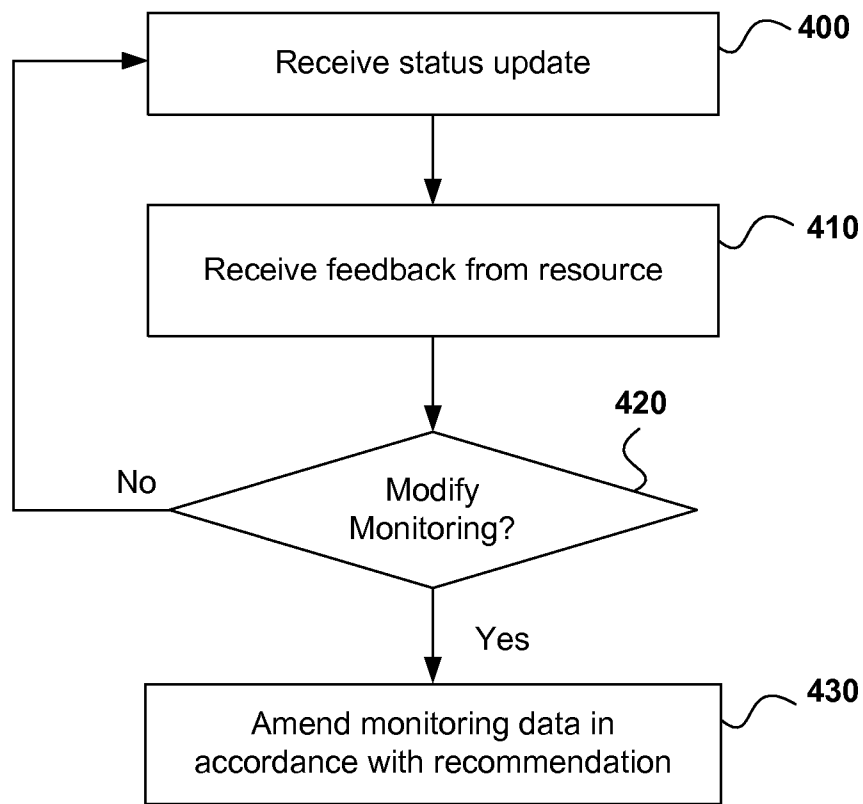 400
Receive status update
410
Receive feedback from resource
420
No
Modify
Monitoring?
Yes
430
Amend monitoring data in
accordance with recommendation